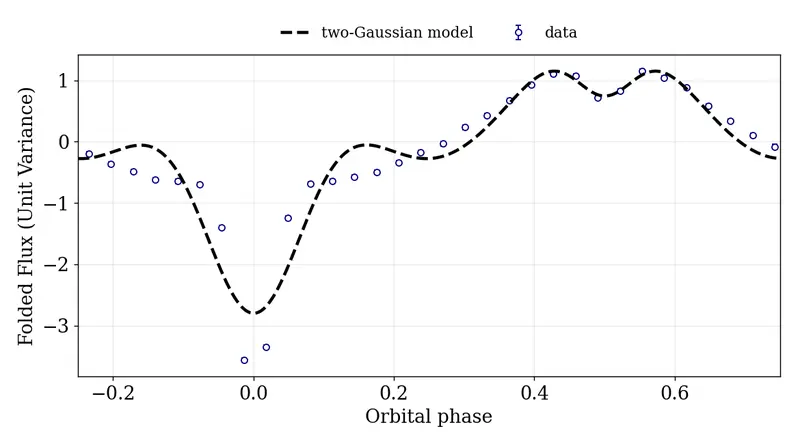 two-Gaussian model data
Folded Flux (Unit Variance)
1
0
−1
−2
−3
−0.2 0.0 0.2 0.4 0.6
Orbital phase